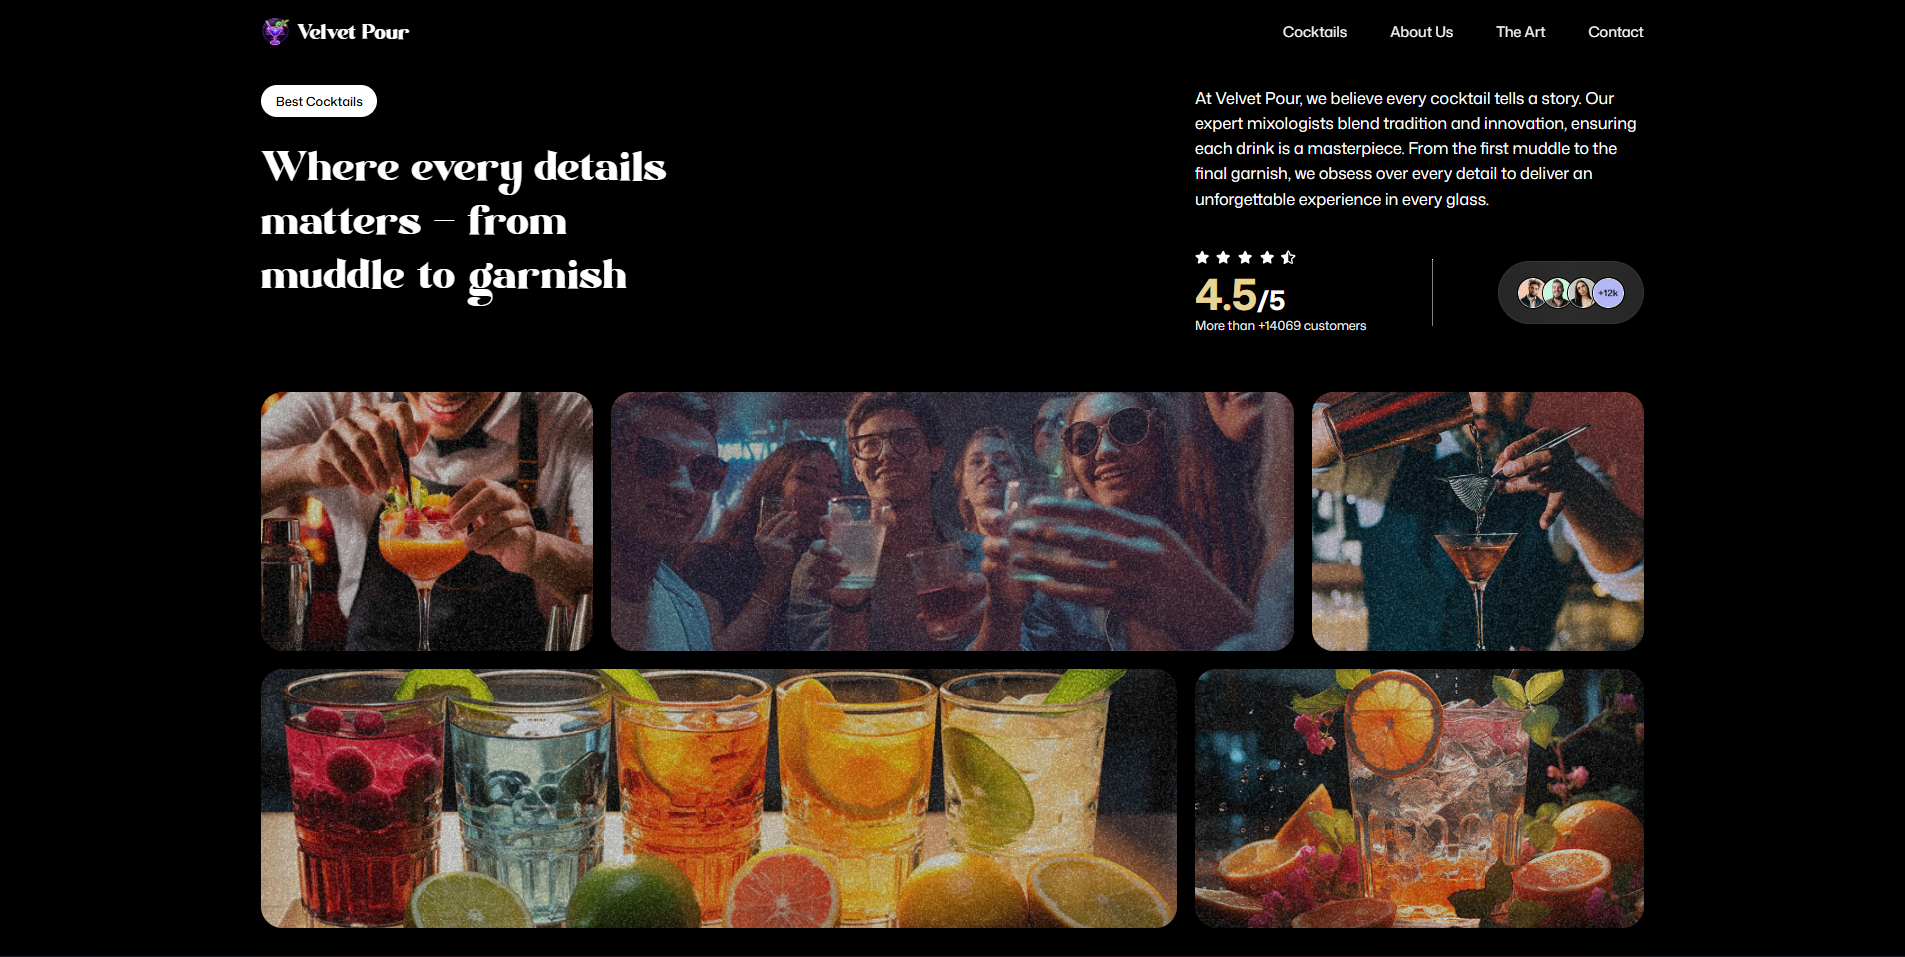 Velvet Pour
Cocktails
About Us
The Art
Contact
Best Cocktails
Where every details
matters – from
muddle to garnish
At Velvet Pour, we believe every cocktail tells a story. Our
expert mixologists blend tradition and innovation, ensuring
each drink is a masterpiece. From the first muddle to the
final garnish, we obsess over every detail to deliver an
unforgettable experience in every glass.
4.5/5
More than +14069 customers
+12k